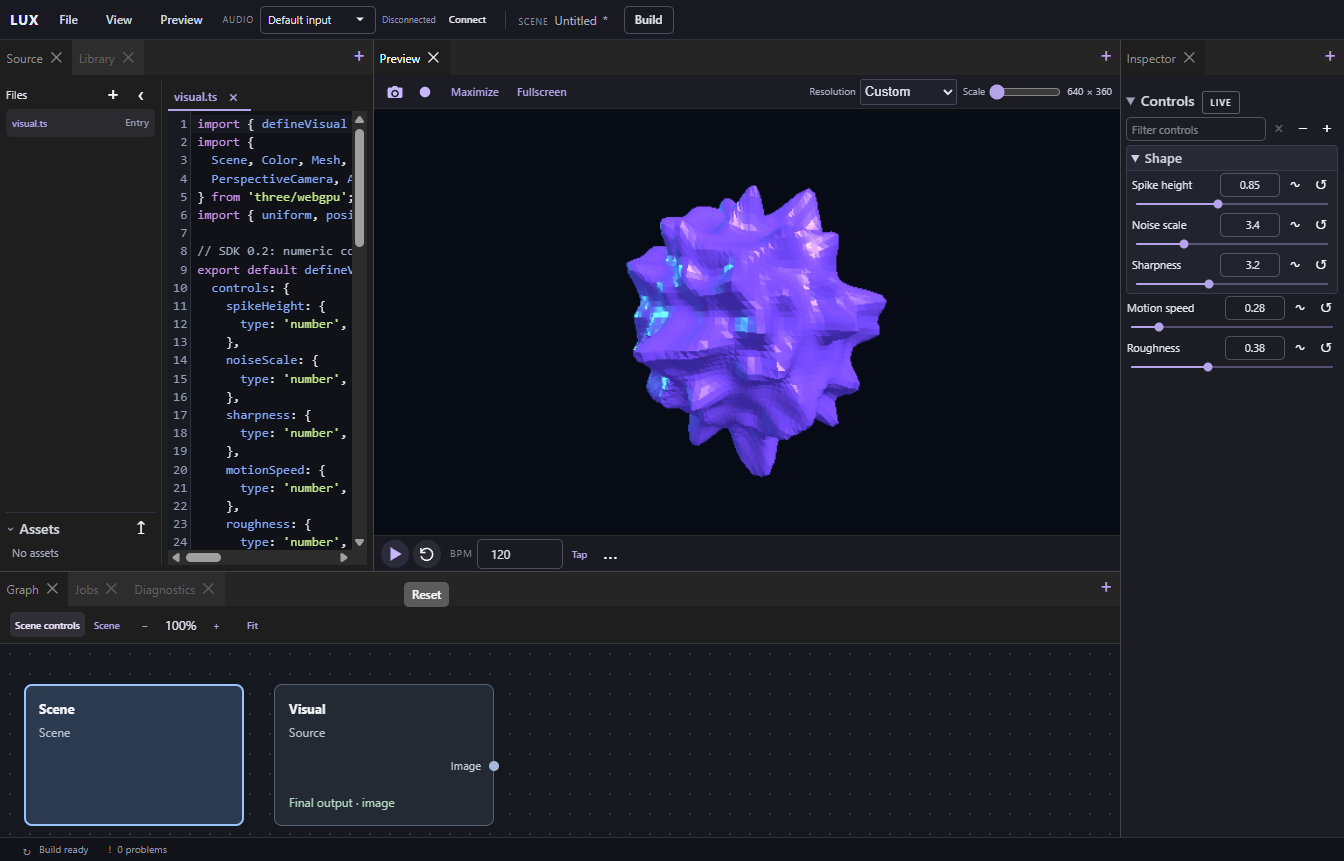 LUX File View Preview AUDIO Default input Disconnected Connect SCENE Untitled * Build
Source Library
Preview
Inspector
Files
visual.ts Entry
visual.ts
1 import { defineVisual
2 import {
3 Scene, Color, Mesh,
4 PerspectiveCamera,
5 } from 'three/webgpu';
6 import { uniform, posi
7
8 // SDK 0.2: numeric co
9 export default defineV
10 controls: {
11 spikeHeight: {
12 type: 'number',
13 },
14 noiseScale: {
15 type: 'number',
16 },
17 sharpness: {
18 type: 'number',
19 },
20 motionSpeed: {
21 type: 'number',
22 },
23 roughness: {
24 type: 'number',
Assets
No assets
Maximize Fullscreen Resolution Custom Scale 640 × 360
BPM 120 Tap ...
Reset
Controls LIVE
Filter controls
Shape
Spike height 0.85
Noise scale 3.4
Sharpness 3.2
Motion speed 0.28
Roughness 0.38
Graph Jobs Diagnostics
Scene controls Scene − 100% + Fit
Scene
Scene
Visual
Source
Image
Final output · image
Build ready ! 0 problems